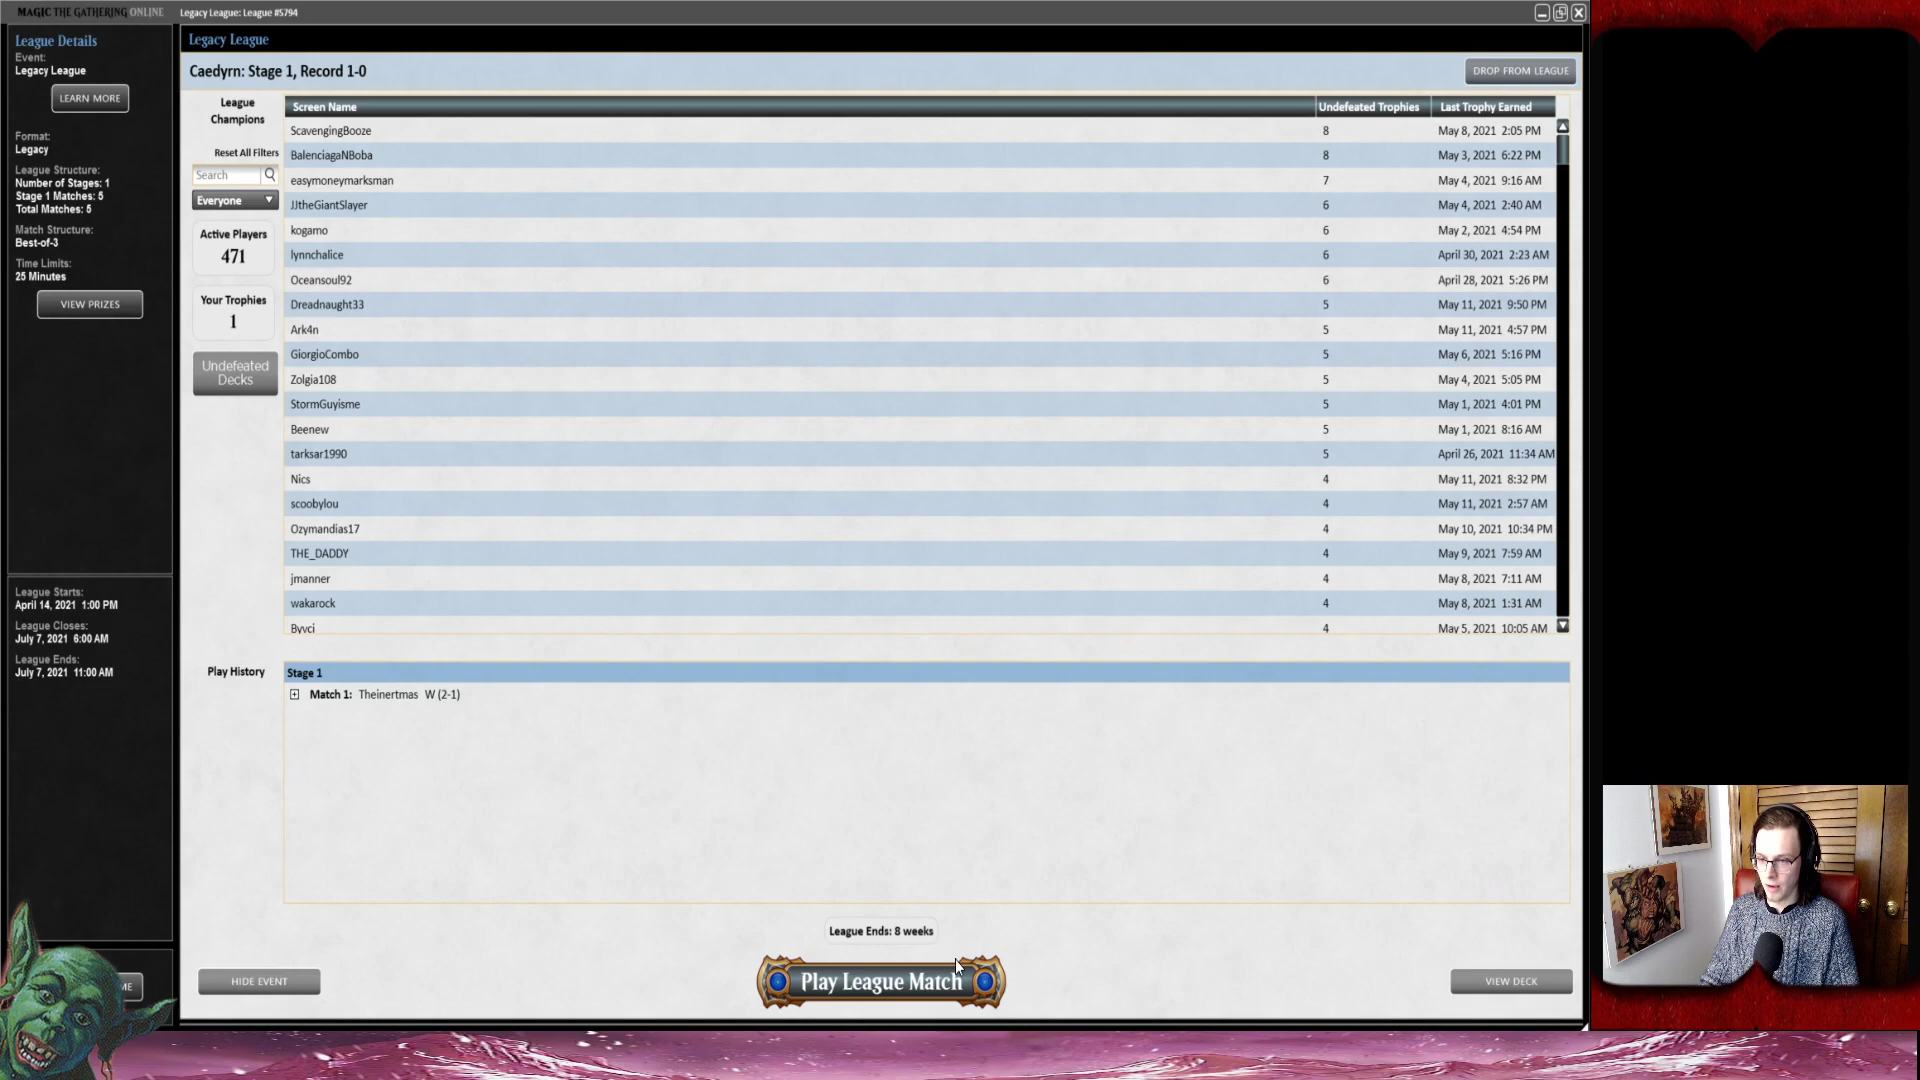 MAGIC THE GATHERING ONLINE
Legacy League: League #5794
League Details
Event:
Legacy League
LEARN MORE
Format:
Legacy
League Structure:
Number of Stages: 1
Stage 1 Matches: 5
Total Matches: 5
Match Structure:
Best-of-3
Time Limits:
25 Minutes
VIEW PRIZES
League Starts:
April 14, 2021 1:00 PM
League Closes:
July 7, 2021 6:00 AM
League Ends:
July 7, 2021 11:00 AM
ME
Legacy League
Caedyrn: Stage 1, Record 1-0
DROP FROM LEAGUE
League
Champions
Reset All Filters
Search
Everyone
Active Players
471
Your Trophies
1
Undefeated
Decks
Screen Name Undefeated Trophies Last Trophy Earned
ScavengingBooze 8 May 8, 2021 2:05 PM
BalenciagaNBoba 8 May 3, 2021 6:22 PM
easymoneymarksman 7 May 4, 2021 9:16 AM
JJtheGiantSlayer 6 May 4, 2021 2:40 AM
kogamo 6 May 2, 2021 4:54 PM
lynnchalice 6 April 30, 2021 2:23 AM
Oceansoul92 6 April 28, 2021 5:26 PM
Dreadnaught33 5 May 11, 2021 9:50 PM
Ark4n 5 May 11, 2021 4:57 PM
GiorgioCombo 5 May 6, 2021 5:16 PM
Zolgia108 5 May 4, 2021 5:05 PM
StormGuyisme 5 May 1, 2021 4:01 PM
Beenew 5 May 1, 2021 8:16 AM
tarksar1990 5 April 26, 2021 11:34 AM
Nics 4 May 11, 2021 8:32 PM
scoobylou 4 May 11, 2021 2:57 AM
Ozymandias17 4 May 10, 2021 10:34 PM
THE_DADDY 4 May 9, 2021 7:59 AM
jmanner 4 May 8, 2021 7:11 AM
wakarock 4 May 8, 2021 1:31 AM
Byvci 4 May 5, 2021 10:05 AM
Play History
Stage 1
Match 1: Theinertmas W (2-1)
League Ends: 8 weeks
HIDE EVENT
Play League Match
VIEW DECK